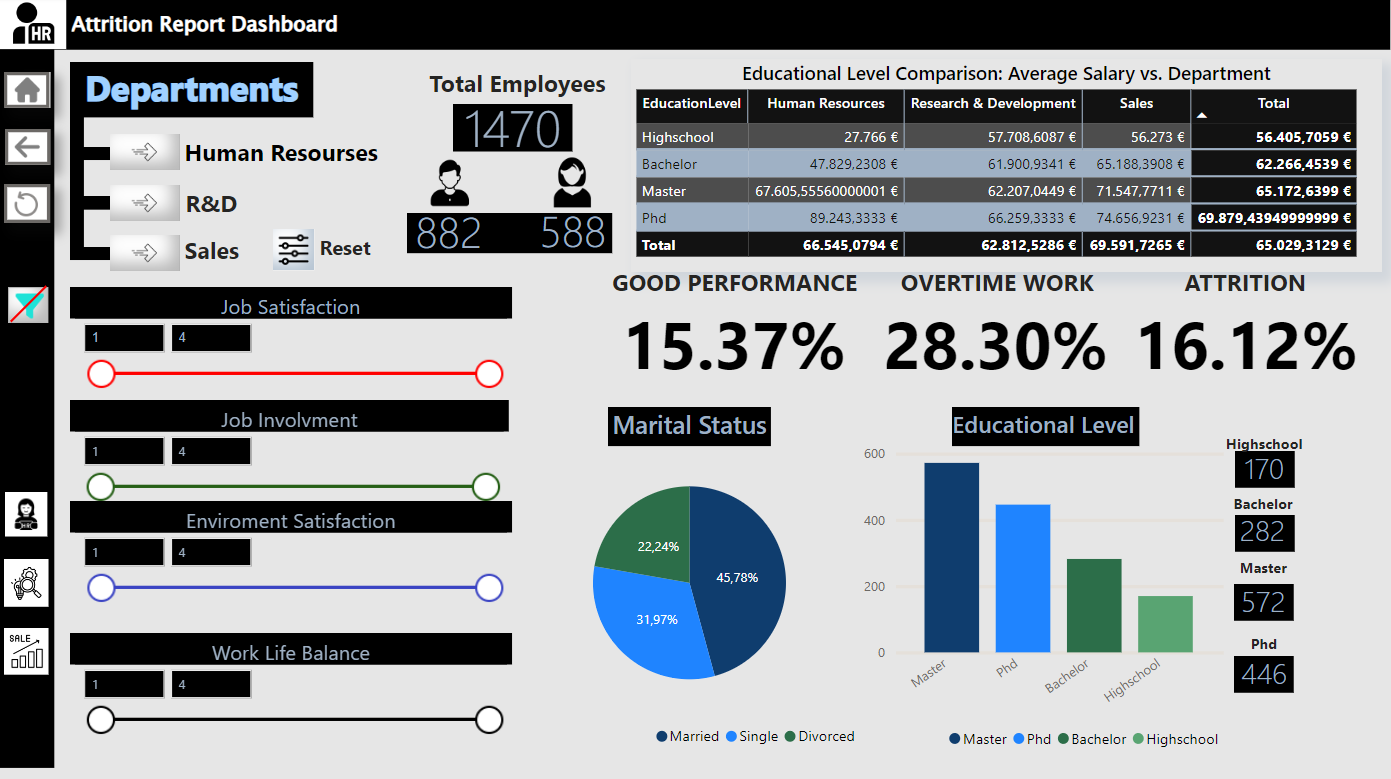 HR
Attrition Report Dashboard
Departments
Human Resourses
R&D
Sales
Reset
Total Employees
1470
882 588
Educational Level Comparison: Average Salary vs. Department
EducationLevel Human Resources Research & Development Sales Total
Highschool 27.766 € 57.708,6087 € 56.273 € 56.405,7059 €
Bachelor 47.829,2308 € 61.900,9341 € 65.188,3908 € 62.266,4539 €
Master 67.605,55560000001 € 62.207,0449 € 71.547,7711 € 65.172,6399 €
Phd 89.243,3333 € 66.259,3333 € 74.656,9231 € 69.879,43949999999 €
Total 66.545,0794 € 62.812,5286 € 69.591,7265 € 65.029,3129 €
GOOD PERFORMANCE OVERTIME WORK ATTRITION
15.37% 28.30% 16.12%
Job Satisfaction
1 4
Job Involvment
1 4
Enviroment Satisfaction
1 4
Work Life Balance
1 4
SALE
Marital Status
22,24%
45,78%
31,97%
Married Single Divorced
Educational Level
600
400
200
0
Master Phd Bachelor Highschool
Master Phd Bachelor Highschool
Highschool
170
Bachelor
282
Master
572
Phd
446